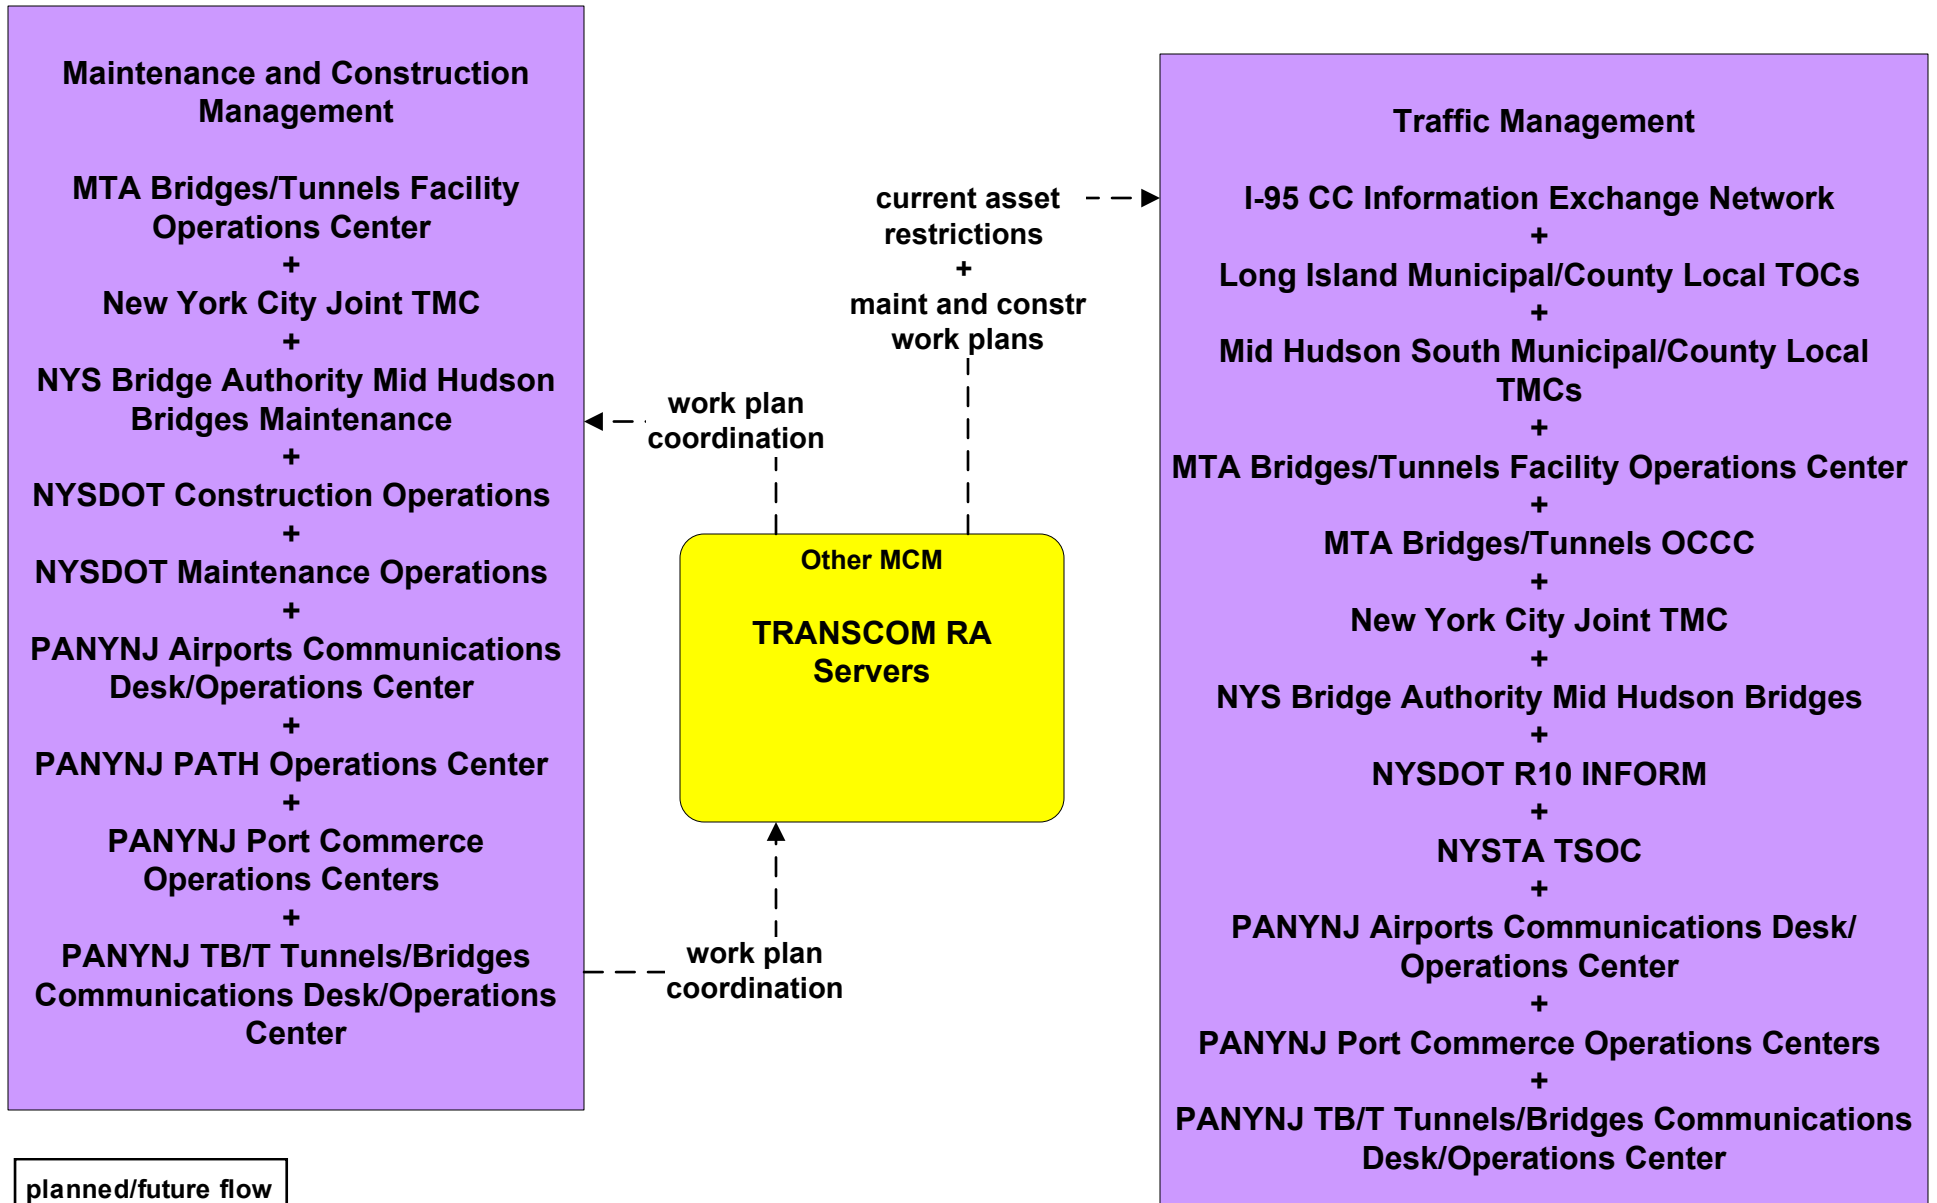 Maintenance and Construction
Management
MTA Bridges/Tunnels Facility
Operations Center
+
New York City Joint TMC
+
NYS Bridge Authority Mid Hudson
Bridges Maintenance
+
NYSDOT Construction Operations
+
NYSDOT Maintenance Operations
+
PANYNJ Airports Communications
Desk/Operations Center
+
PANYNJ PATH Operations Center
+
PANYNJ Port Commerce
Operations Centers
+
PANYNJ TB/T Tunnels/Bridges
Communications Desk/Operations
Center
planned/future flow
work plan
coordination
current asset
restrictions
+
maint and constr
work plans
Other MCM
TRANSCOM RA
Servers
work plan
coordination
Traffic Management
I-95 CC Information Exchange Network
+
Long Island Municipal/County Local TOCs
+
Mid Hudson South Municipal/County Local
TMCs
+
MTA Bridges/Tunnels Facility Operations Center
+
MTA Bridges/Tunnels OCCC
+
New York City Joint TMC
+
NYS Bridge Authority Mid Hudson Bridges
+
NYSDOT R10 INFORM
+
NYSTA TSOC
+
PANYNJ Airports Communications Desk/
Operations Center
+
PANYNJ Port Commerce Operations Centers
+
PANYNJ TB/T Tunnels/Bridges Communications
Desk/Operations Center